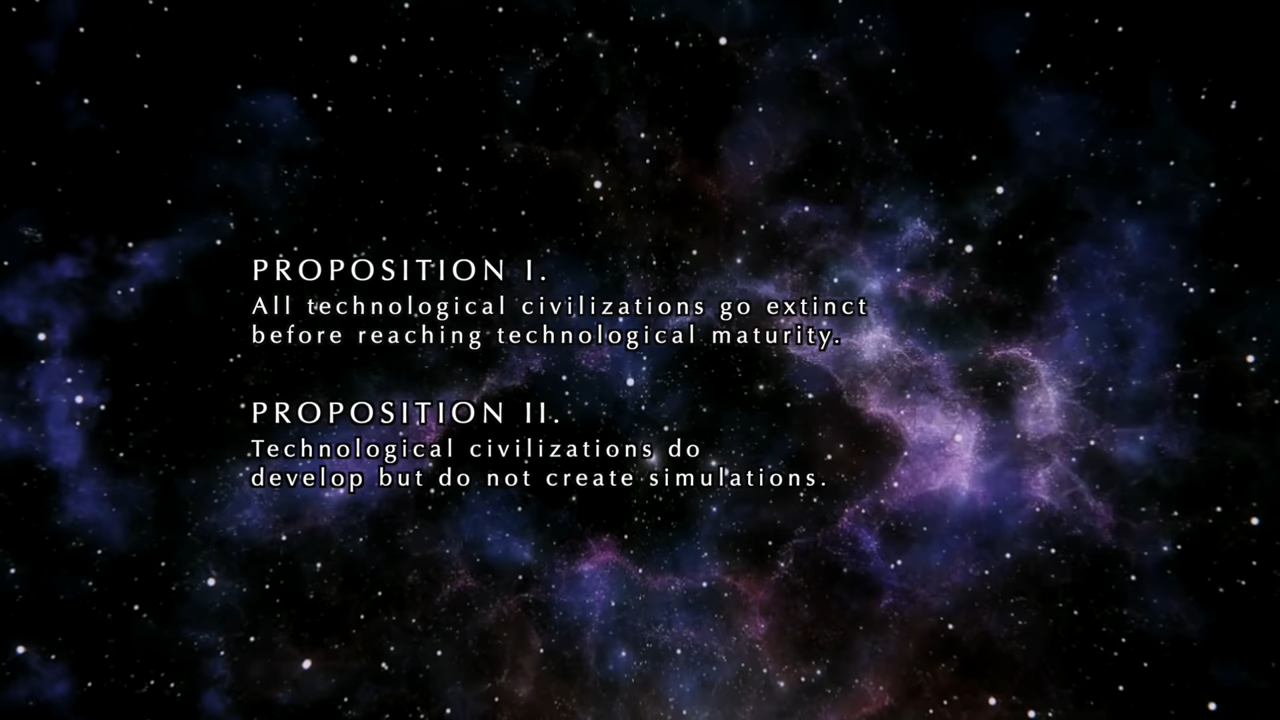 PROPOSITION I.
All technological civilizations go extinct
before reaching technological maturity.
PROPOSITION II.
Technological civilizations do
develop but do not create simulations.